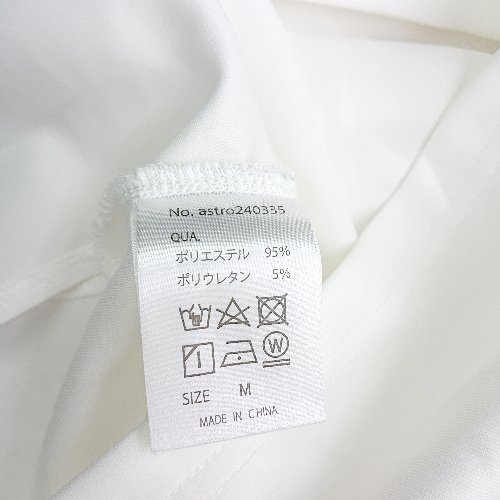 No. astro240335
QUA.
ポリエステル 95%
ポリウレタン 5%
W
SIZE M
MADE IN CHINA